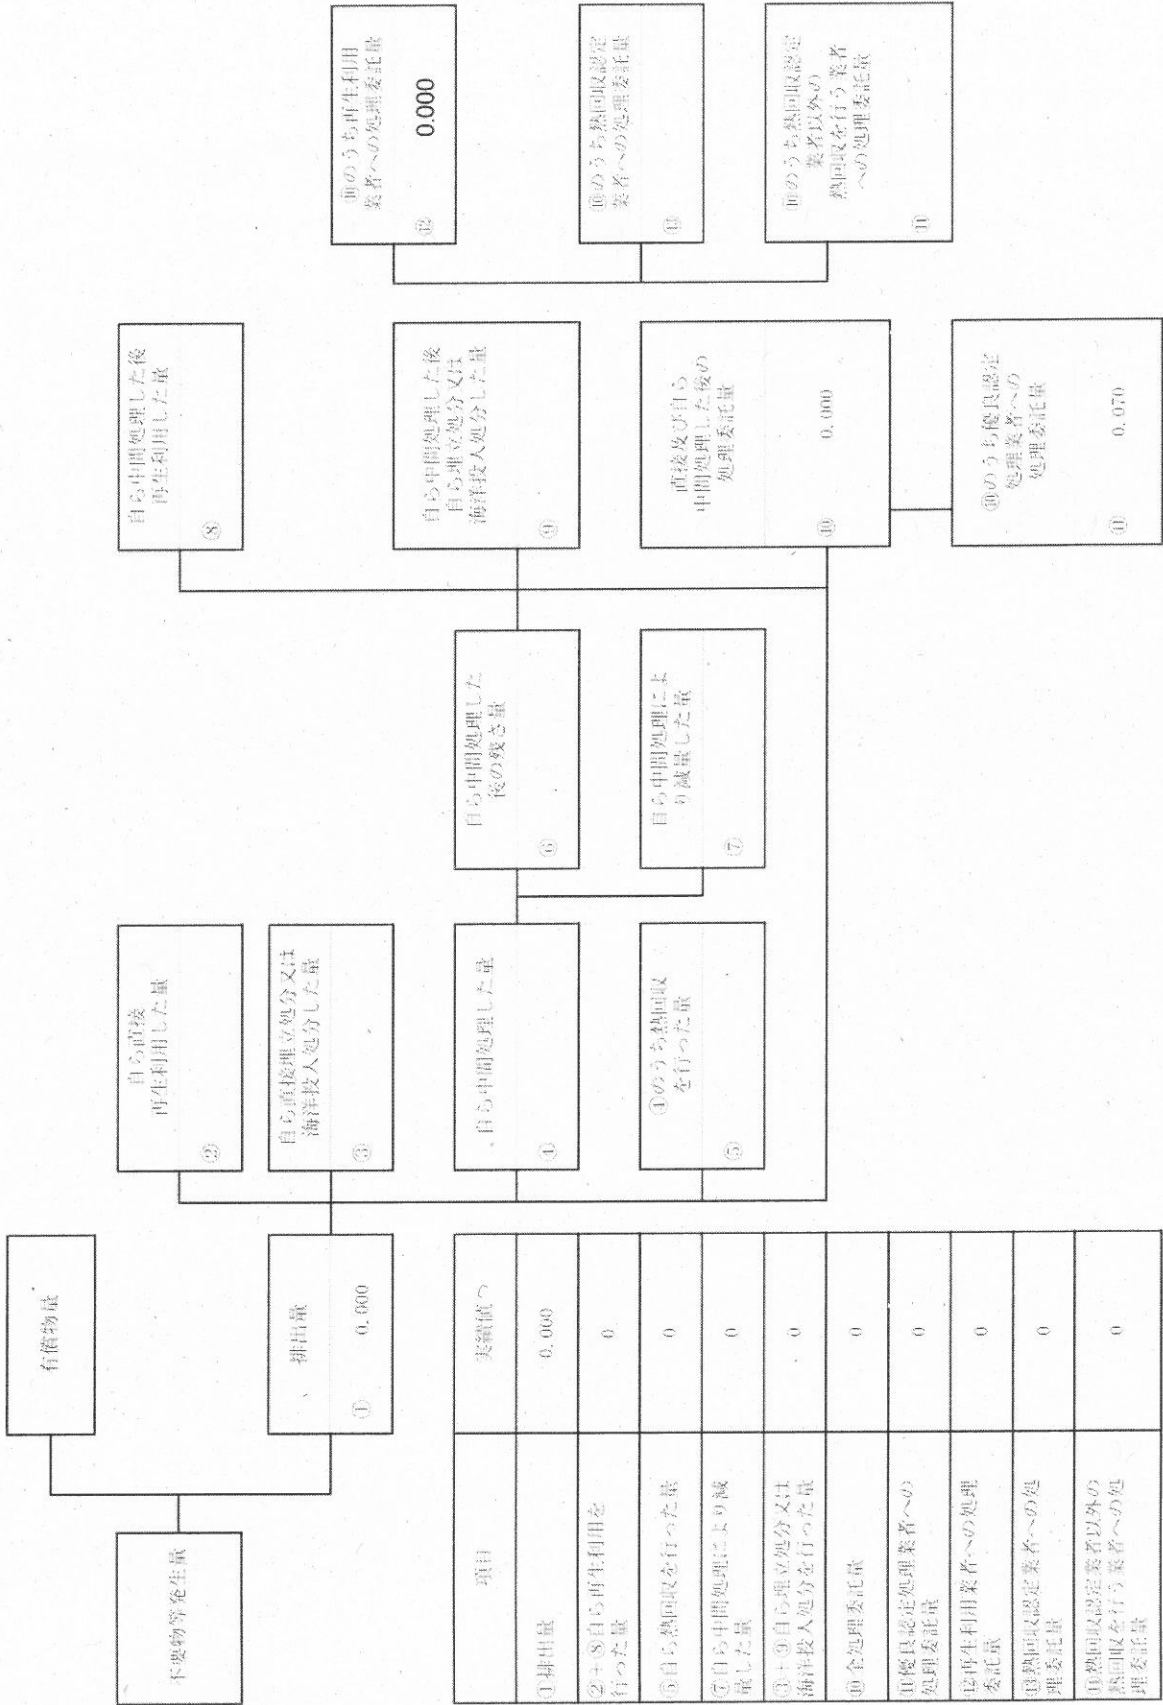 不要物等発生量
有償物量
排出量
① 0.000
自ら直接
再生利用した量
②
自ら直接埋立処分又は
海洋投入処分した量
③
自ら中間処理した量
④
④のうち熱回収
を行った量
⑤
自ら中間処理した
後の残さ量
⑥
自ら中間処理によ
り減量した量
⑦
自ら中間処理した後
再生利用した量
⑧
自ら中間処理した後
自ら埋立処分又は
海洋投入処分した量
⑨
直接及び自ら
中間処理した後の
処理委託量
⑩ 0.000
⑩のうち優良認定
処理業者への
処理委託量
⑪ 0.070
⑩のうち再生利用
業者への処理委託量
⑫ 0.000
⑩のうち熱回収認定
業者への処理委託量
⑬
⑩のうち熱回収認定
業者以外の
熱回収を行う業者
への処理委託量
⑭
項目 実績値
①排出量 0.000
②+⑧自ら再生利用を
行った量 0
⑤自ら熱回収を行った量 0
⑦自ら中間処理により減
量した量 0
③+⑨自ら埋立処分又は
海洋投入処分を行った量 0
⑩全処理委託量 0
⑪優良認定処理業者への
処理委託量 0
⑫再生利用業者への処理
委託量 0
⑬熱回収認定業者への処
理委託量 0
⑭熱回収認定業者以外の
熱回収を行う業者への処
理委託量 0